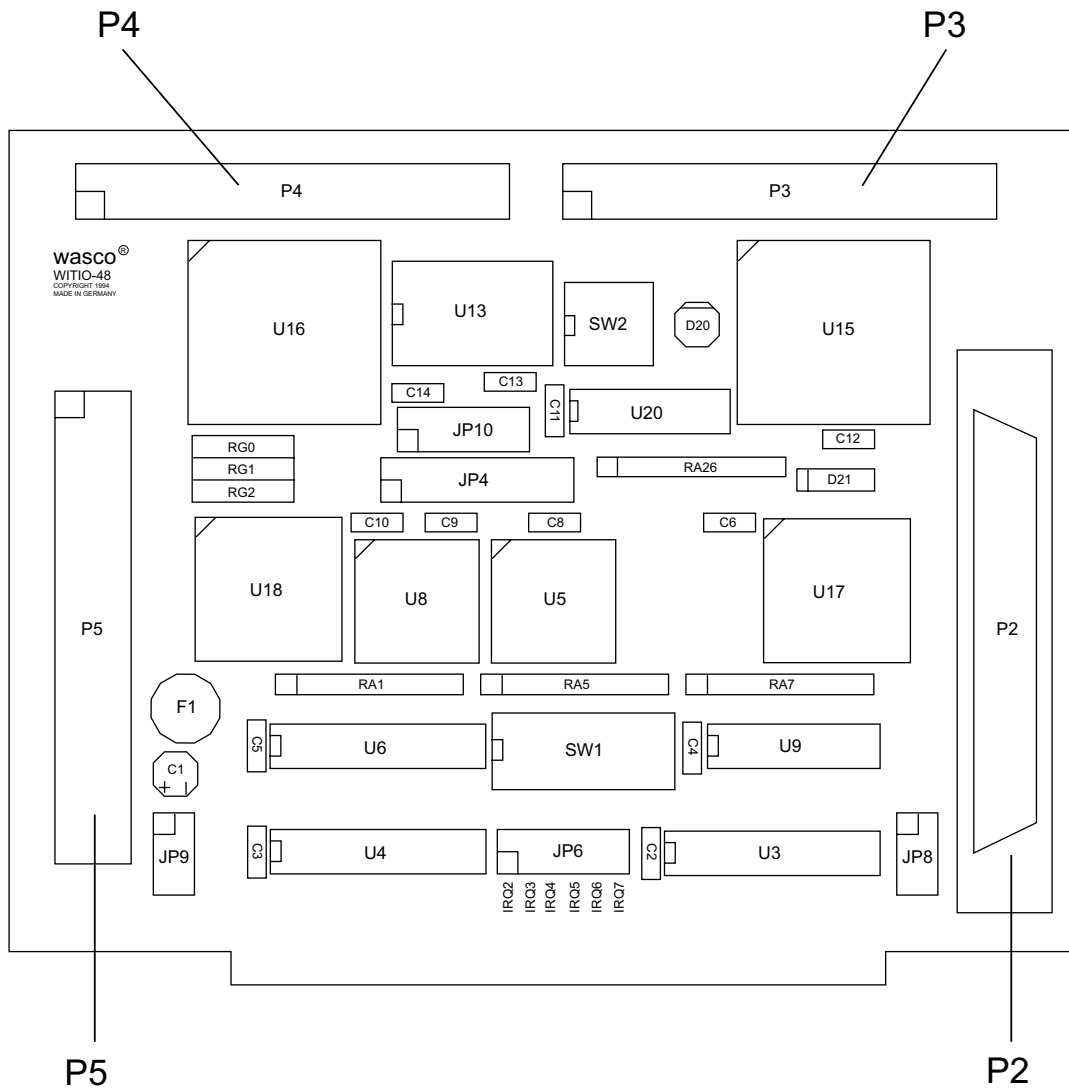 P4
P3
P4
P3
wasco®
WITIO-48
COPYRIGHT 1994
MADE IN GERMANY
U16
U13
SW2
D20
U15
C14
C13
C11
U20
JP10
C12
RG0
RG1
RG2
JP4
RA26
D21
C10
C9
C8
C6
U18
U8
U5
U17
P5
P2
RA1
RA5
RA7
F1
C5
U6
SW1
C4
U9
C1
+
JP9
C3
U4
JP6
C2
U3
JP8
IRQ2
IRQ3
IRQ4
IRQ5
IRQ6
IRQ7
P5
P2